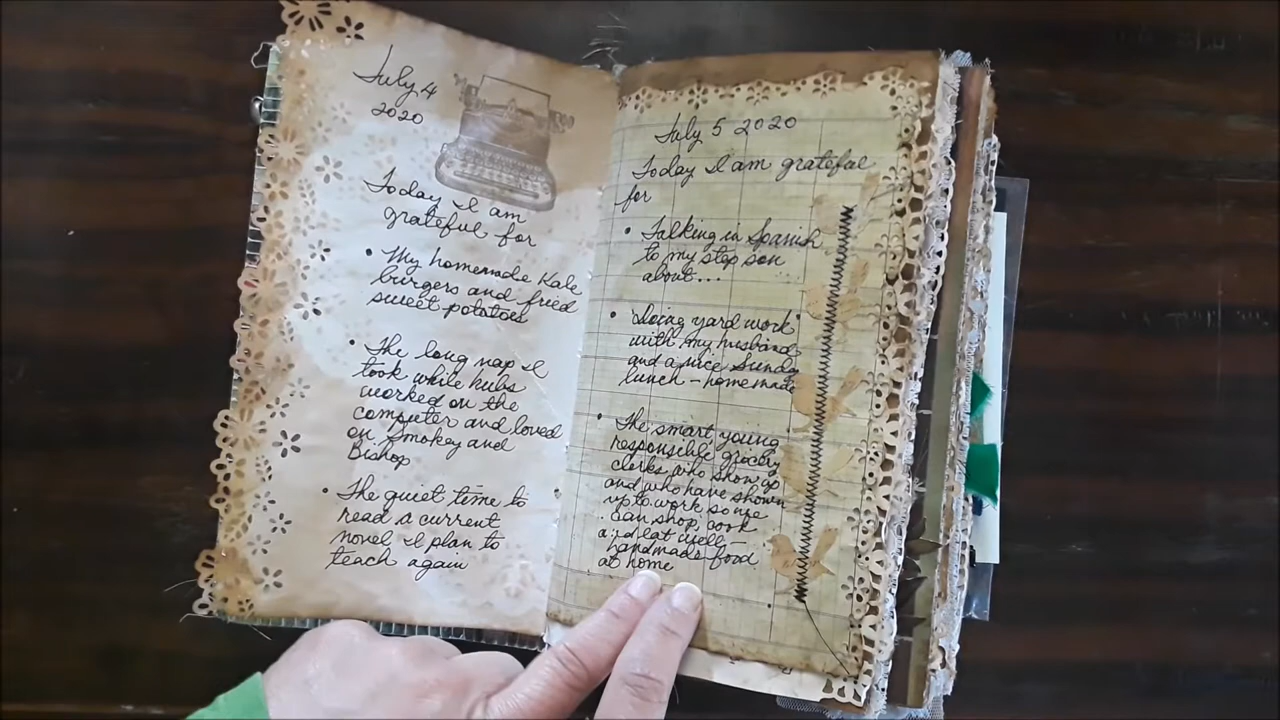 July 4
2020
Today I am
grateful for
• My homemade Kale
burgers and fried
sweet potatoes
• The long nap I
took while hubs
worked on the
computer and loved
on Smokey and
Bishop
• The quiet time to
read a current
novel I plan to
teach again
July 5 2020
Today I am grateful
for
• Talking in Spanish
to my step son
about...
• Doing yard work
with my husband
and a nice Sunday
lunch - homemade
• The smart young
responsible grocery
clerks who show up
and who have shown
up to work so we
can shop, cook
and eat well -
handmade food
at home